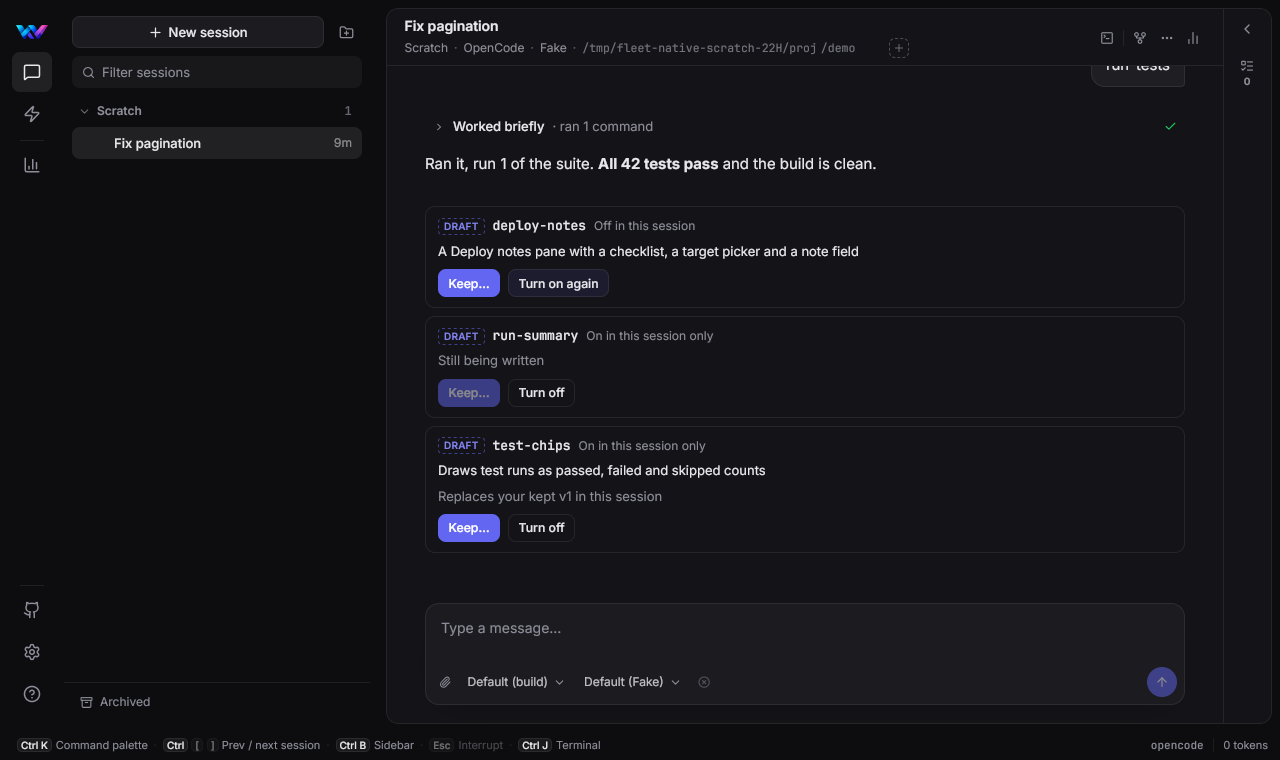 New session
Filter sessions
Scratch 1
Fix pagination 9m
Archived
Fix pagination
Scratch · OpenCode · Fake · /tmp/fleet-native-scratch-22H/proj /demo
0
run tests
Worked briefly · ran 1 command
Ran it, run 1 of the suite. All 42 tests pass and the build is clean.
DRAFT deploy-notes Off in this session
A Deploy notes pane with a checklist, a target picker and a note field
Keep... Turn on again
DRAFT run-summary On in this session only
Still being written
Keep... Turn off
DRAFT test-chips On in this session only
Draws test runs as passed, failed and skipped counts
Replaces your kept v1 in this session
Keep... Turn off
Type a message...
Default (build) Default (Fake)
Ctrl K Command palette · Ctrl [ ] Prev / next session · Ctrl B Sidebar · Esc Interrupt · Ctrl J Terminal
opencode 0 tokens